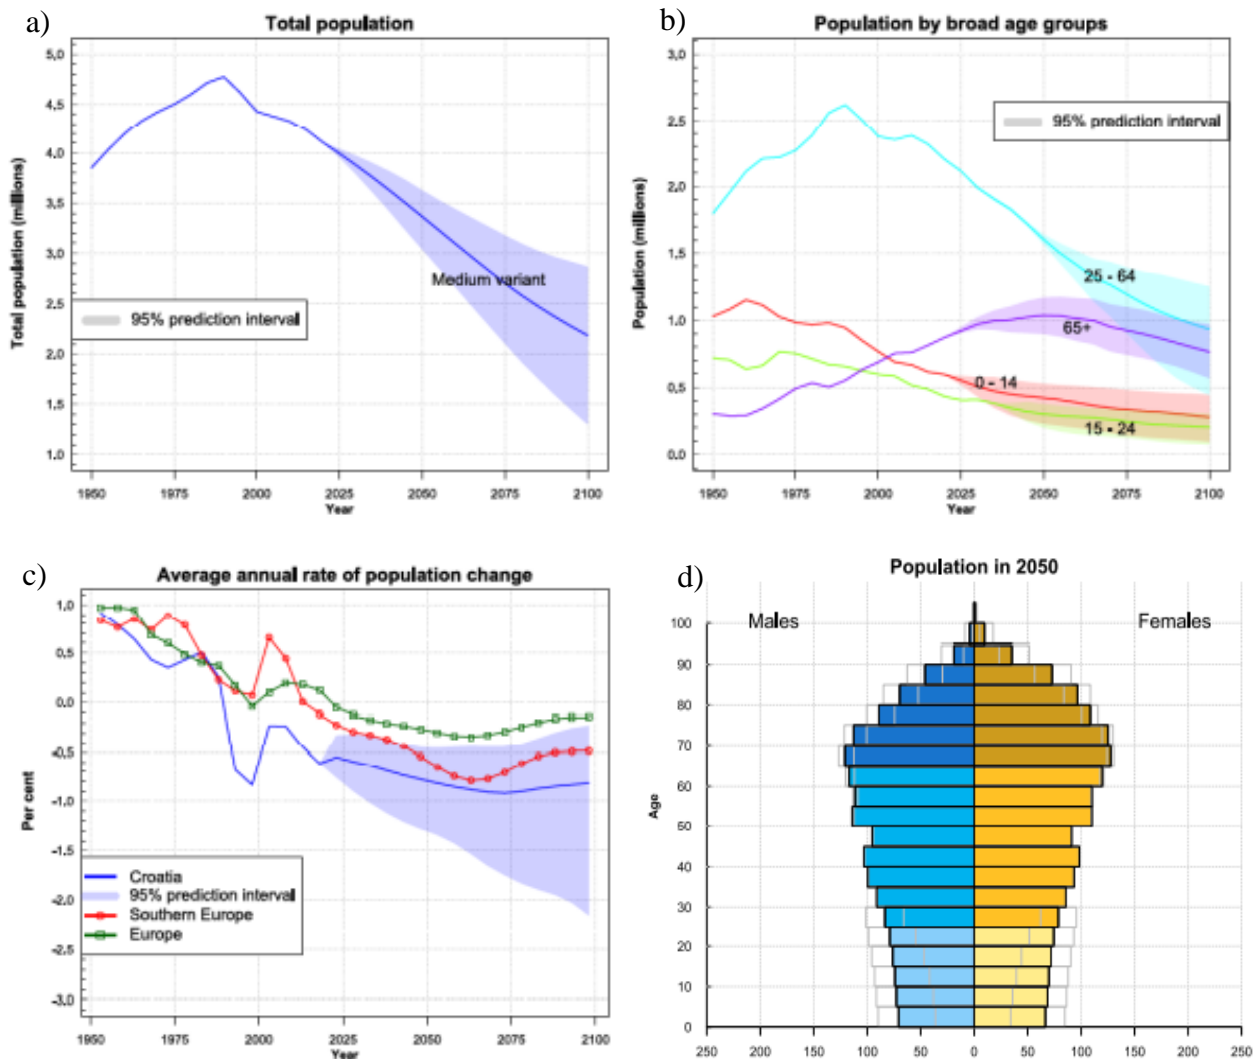 a)
Total population
Total population (millions)
5,0
4,5
4,0
3,5
3,0
2,5
2,0
1,5
1,0
Medium variant
95% prediction interval
1950 1975 2000 2025 2050 2075 2100
Year
b)
Population by broad age groups
Population (millions)
3,0
2,5
2,0
1,5
1,0
0,5
0,0
95% prediction interval
25 - 64
65+
0 - 14
15 - 24
1950 1975 2000 2025 2050 2075 2100
Year
c)
Average annual rate of population change
Per cent
1,0
0,5
0,0
-0,5
-1,0
-1,5
-2,0
-2,5
-3,0
Croatia
95% prediction interval
Southern Europe
Europe
1950 1975 2000 2025 2050 2075 2100
Year
d)
Population in 2050
Males Females
Age
100
90
80
70
60
50
40
30
20
10
0
250 200 150 100 50 0 50 100 150 200 250